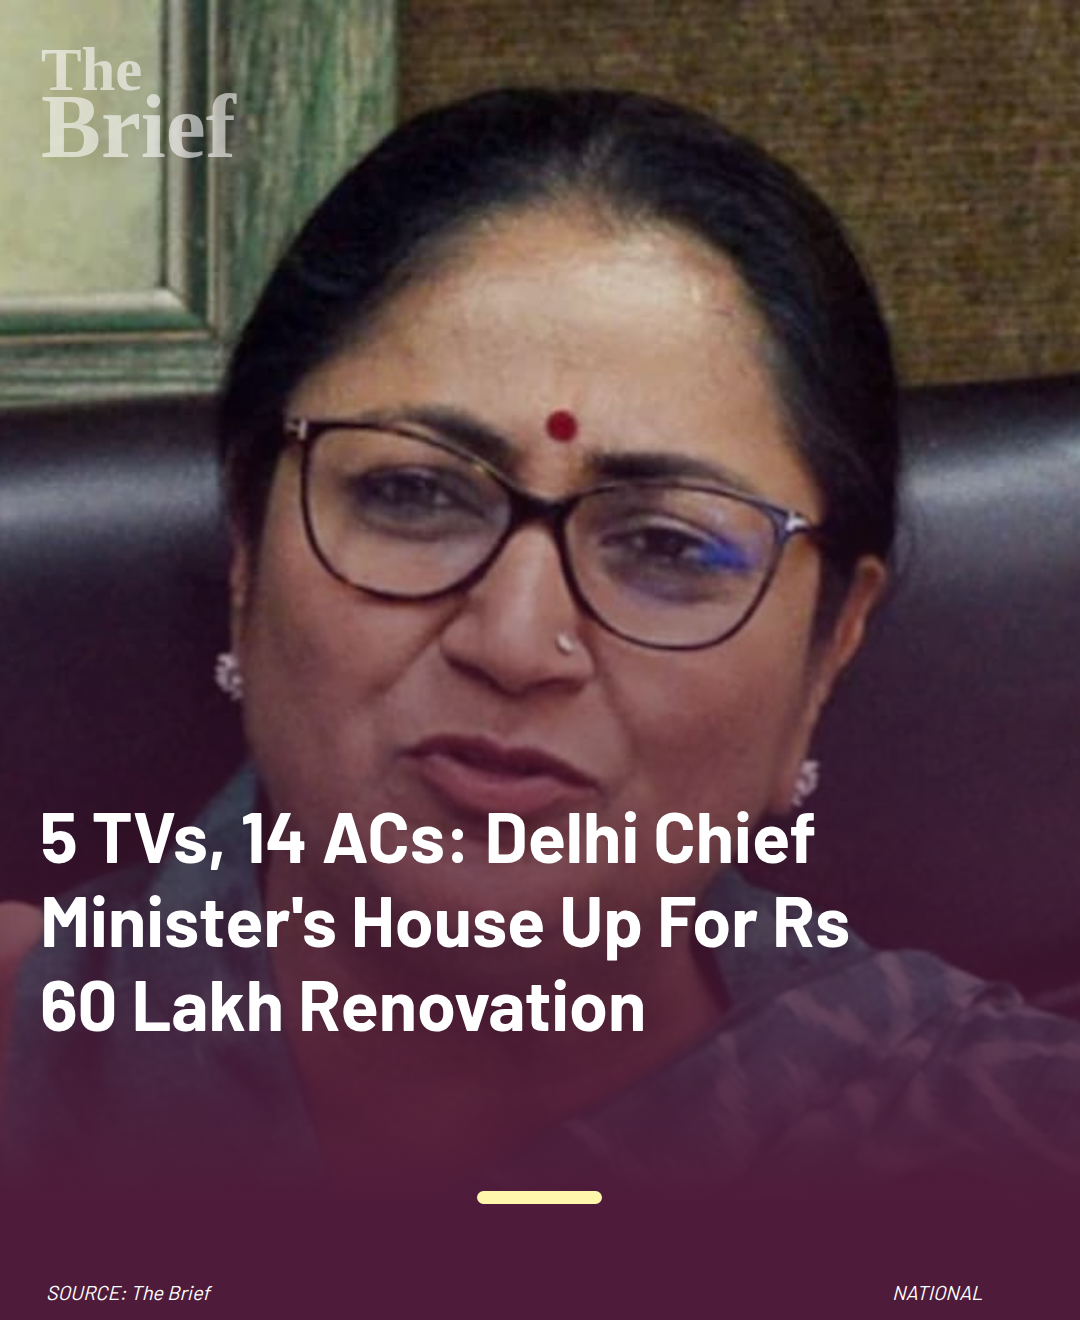 The
Brief
5 TVs, 14 ACs: Delhi Chief
Minister's House Up For Rs
60 Lakh Renovation
SOURCE: The Brief
NATIONAL